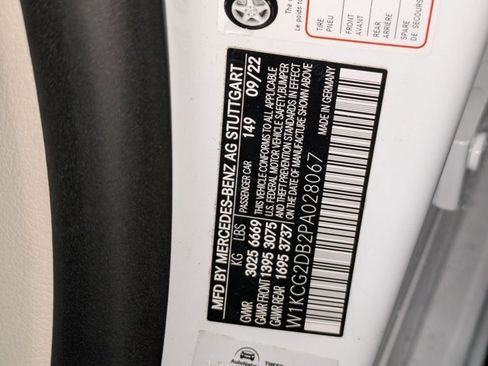 Le poids to
TIRE
PNEU
FRONT
AVANT
REAR
ARRIÈRE
SPARE
DE SECOURS
MFD BY MERCEDES-BENZ AG STUTTGART
KG LBS PASSENGER CAR 149 09/22
GVWR 3025 6669 THIS VEHICLE CONFORMS TO ALL APPLICABLE
GAWR FRONT 1395 3075 U.S. FEDERAL MOTOR VEHICLE SAFETY, BUMPER
GAWR REAR 1695 3737 AND THEFT PREVENTION STANDARDS IN EFFECT
ON THE DATE OF MANUFACTURE SHOWN ABOVE
W1KCG2DB2PA028067 MADE IN GERMANY